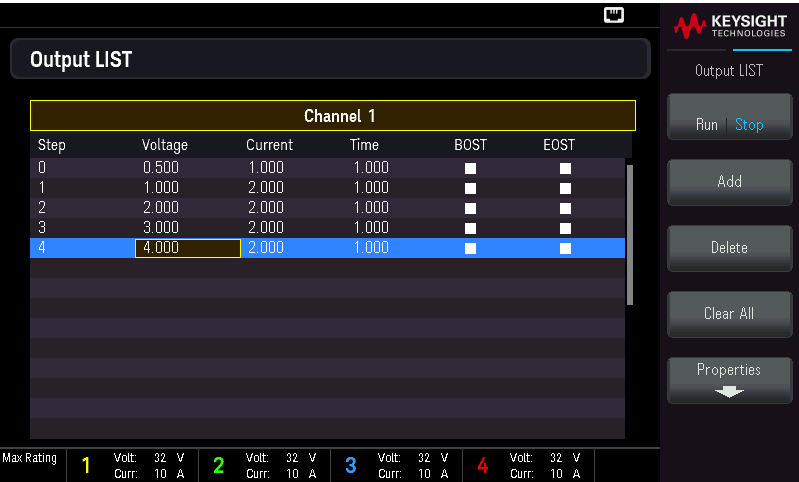 KEYSIGHT
TECHNOLOGIES
Output LIST
Output LIST
Channel 1
Step Voltage Current Time BOST EOST
0 0.500 1.000 1.000
1 1.000 2.000 1.000
2 2.000 2.000 1.000
3 3.000 2.000 1.000
4 4.000 2.000 1.000
Run | Stop
Add
Delete
Clear All
Properties
Max Rating 1 Volt: 32 V 2 Volt: 32 V 3 Volt: 32 V 4 Volt: 32 V
Curr: 10 A Curr: 10 A Curr: 10 A Curr: 10 A